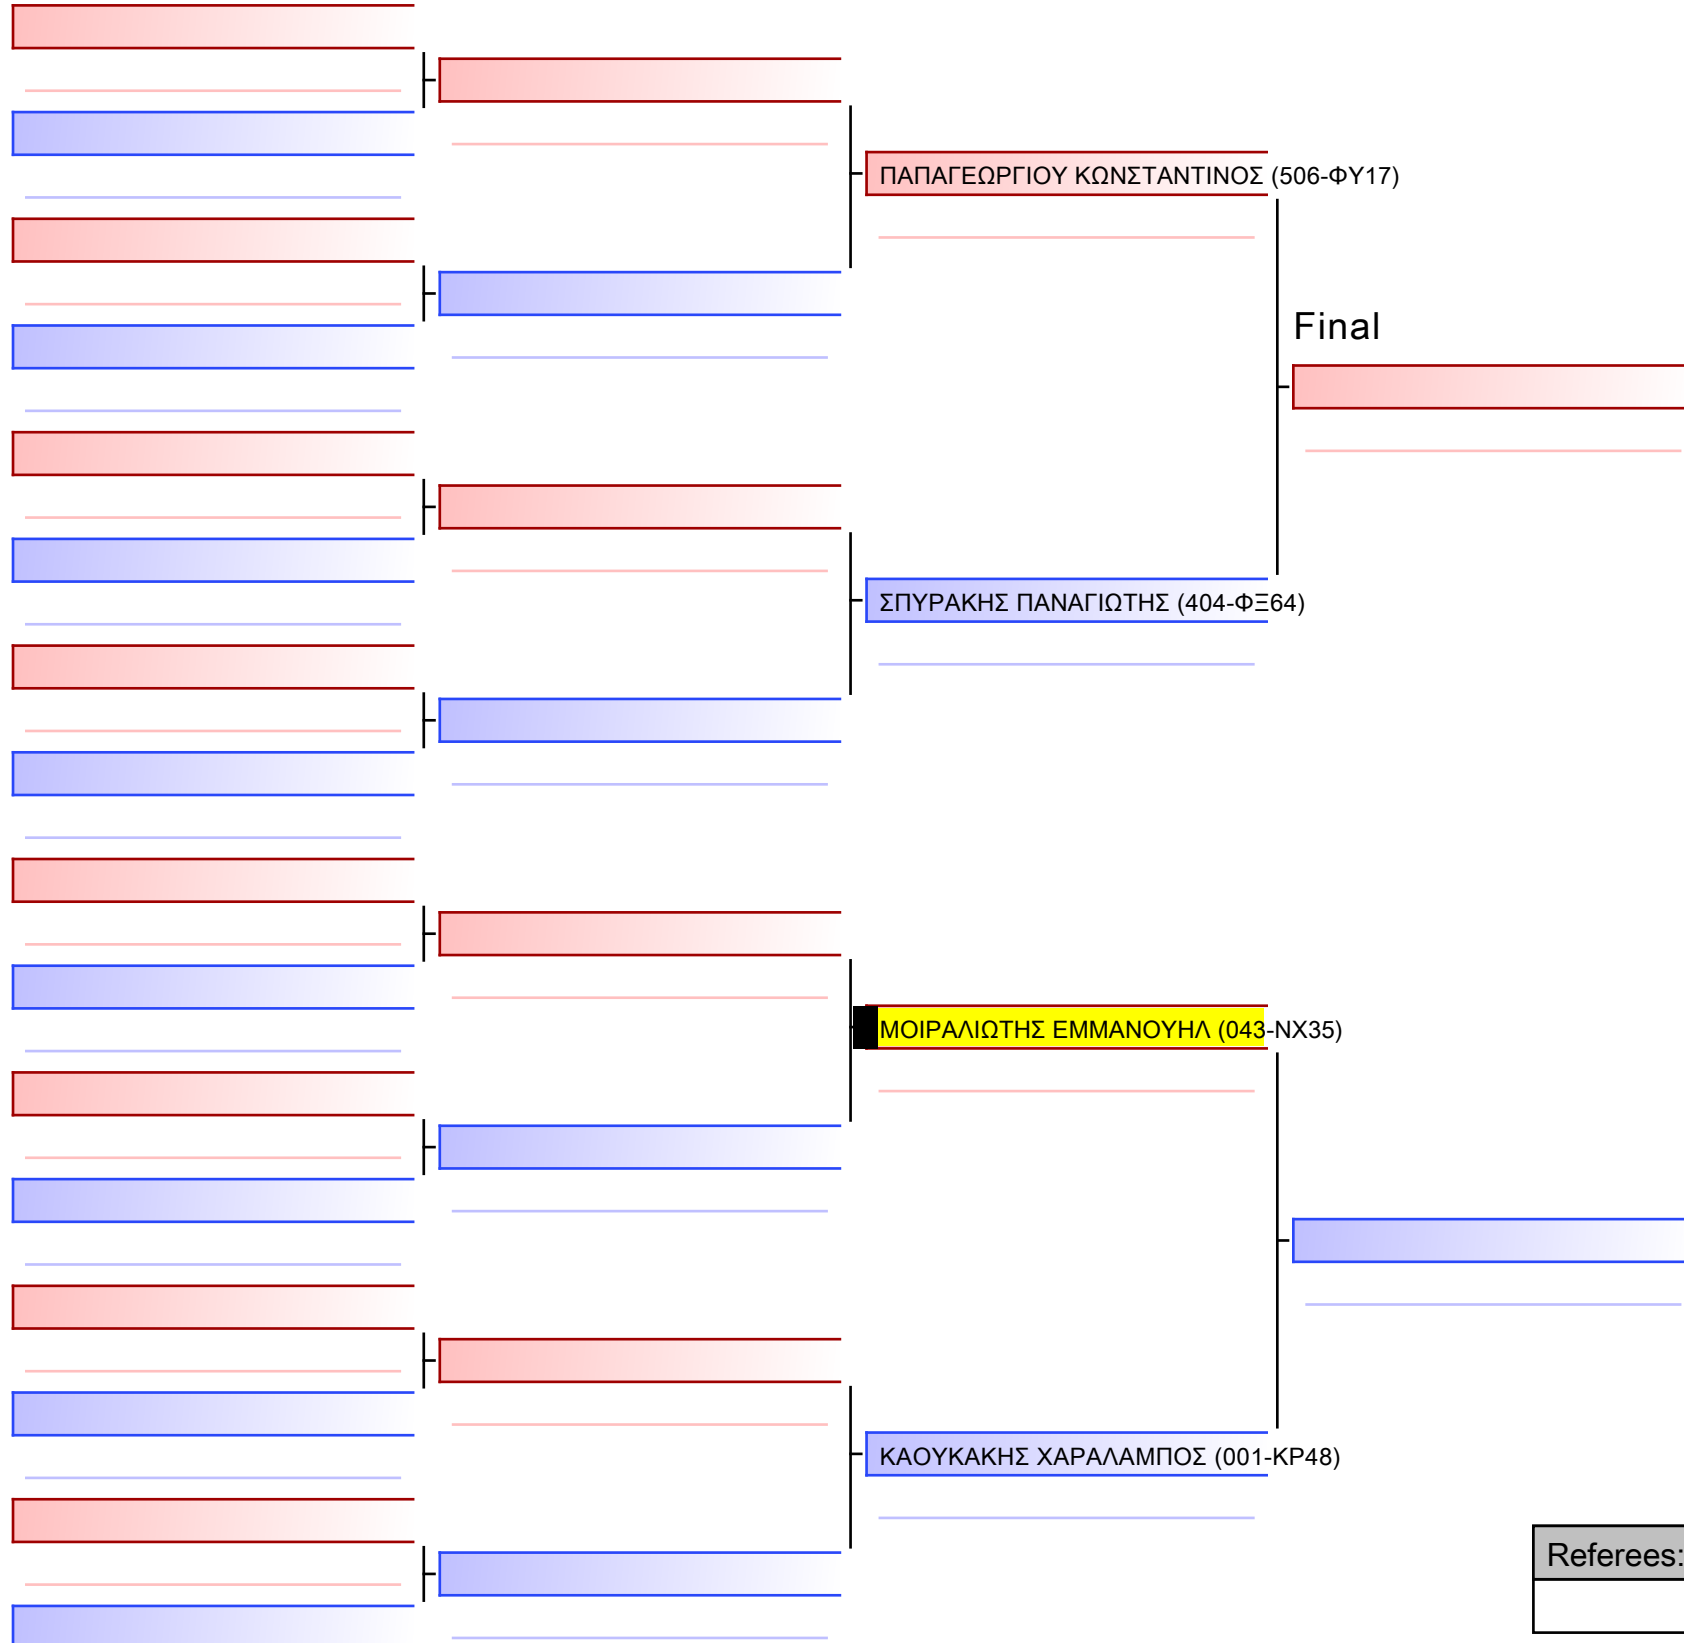 ΠΑΠΑΓΕΩΡΓΙΟΥ ΚΩΝΣΤΑΝΤΙΝΟΣ (506-ΦΥ17)
Final
ΣΠΥΡΑΚΗΣ ΠΑΝΑΓΙΩΤΗΣ (404-ΦΞ64)
ΜΟΙΡΑΛΙΩΤΗΣ ΕΜΜΑΝΟΥΗΛ (043-ΝΧ35)
ΚΑΟΥΚΑΚΗΣ ΧΑΡΑΛΑΜΠΟΣ (001-ΚΡ48)
Referees: